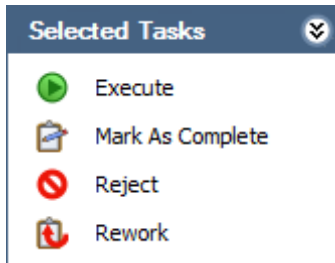 Selected Tasks
Execute
Mark As Complete
Reject
Rework